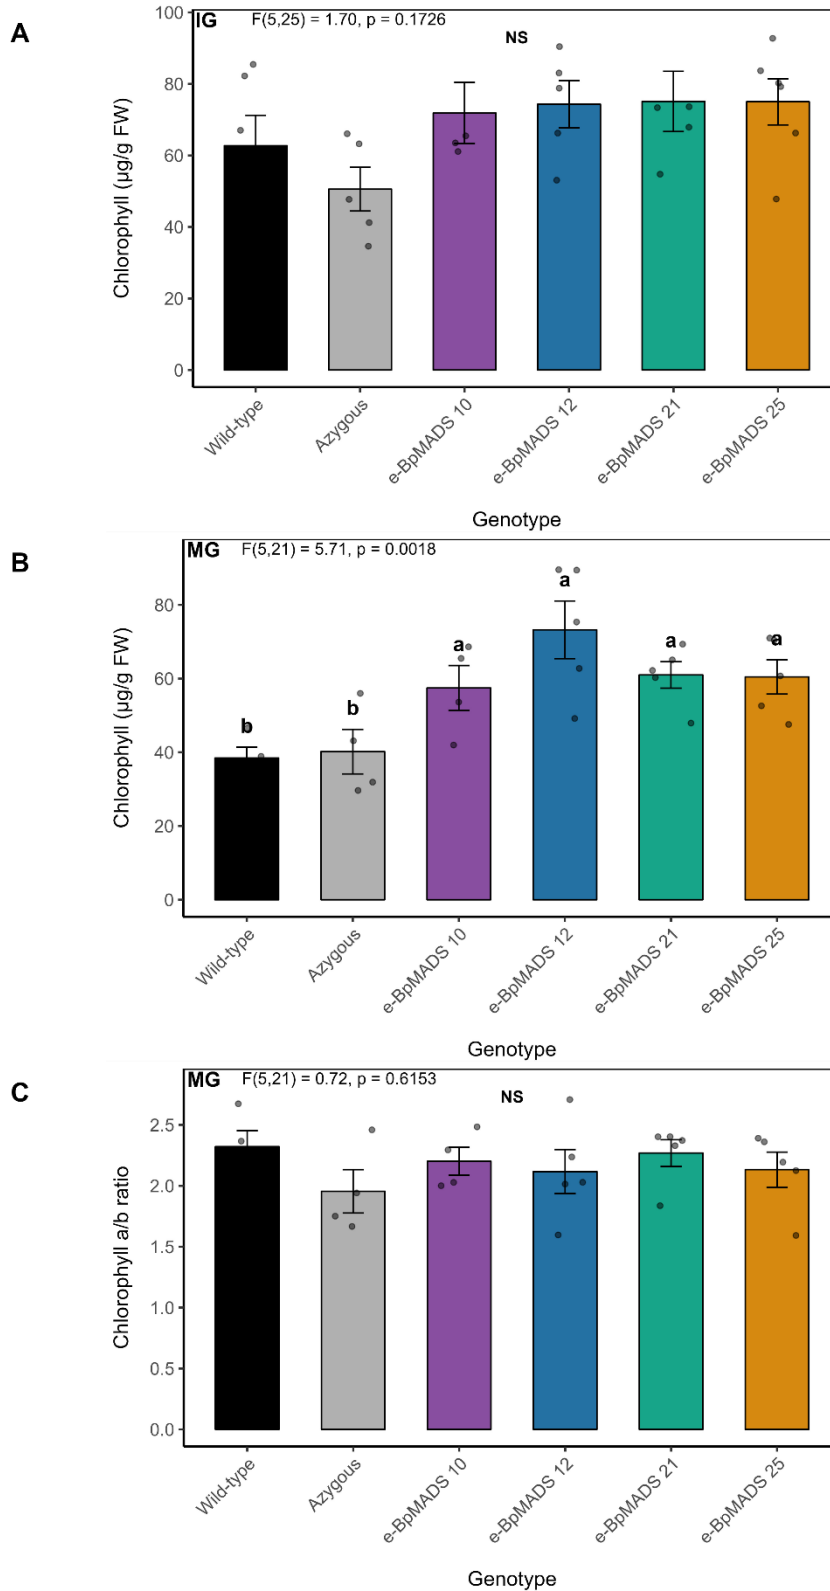 A
IG F(5,25) = 1.70, p = 0.1726
NS
Chlorophyll (µg/g FW)
100
80
60
40
20
0
Wild-type
Azygous
e-BpMADS 10
e-BpMADS 12
e-BpMADS 21
e-BpMADS 25
Genotype
B
MG F(5,21) = 5.71, p = 0.0018
Chlorophyll (µg/g FW)
80
60
40
20
0
b
b
a
a
a
a
Wild-type
Azygous
e-BpMADS 10
e-BpMADS 12
e-BpMADS 21
e-BpMADS 25
Genotype
C
MG F(5,21) = 0.72, p = 0.6153
NS
Chlorophyll a/b ratio
2.5
2.0
1.5
1.0
0.5
0.0
Wild-type
Azygous
e-BpMADS 10
e-BpMADS 12
e-BpMADS 21
e-BpMADS 25
Genotype